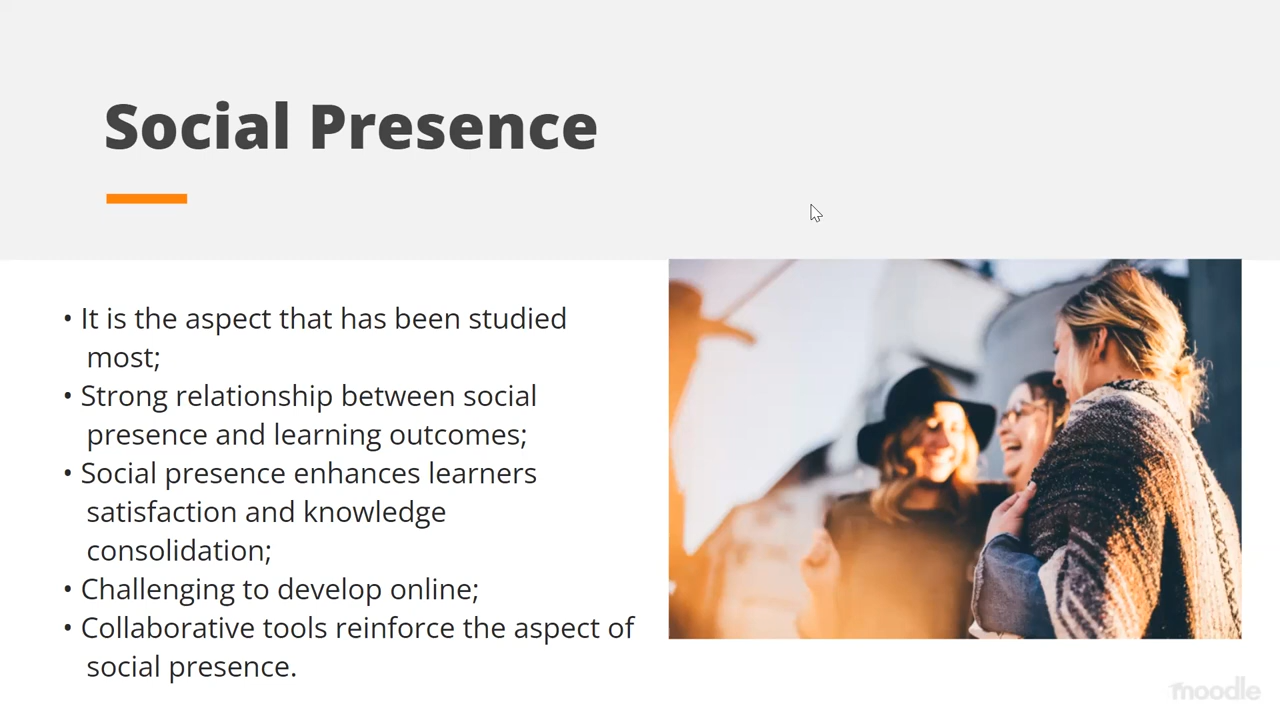 Social Presence
• It is the aspect that has been studied
most;
• Strong relationship between social
presence and learning outcomes;
• Social presence enhances learners
satisfaction and knowledge
consolidation;
• Challenging to develop online;
• Collaborative tools reinforce the aspect of
social presence.
moodle